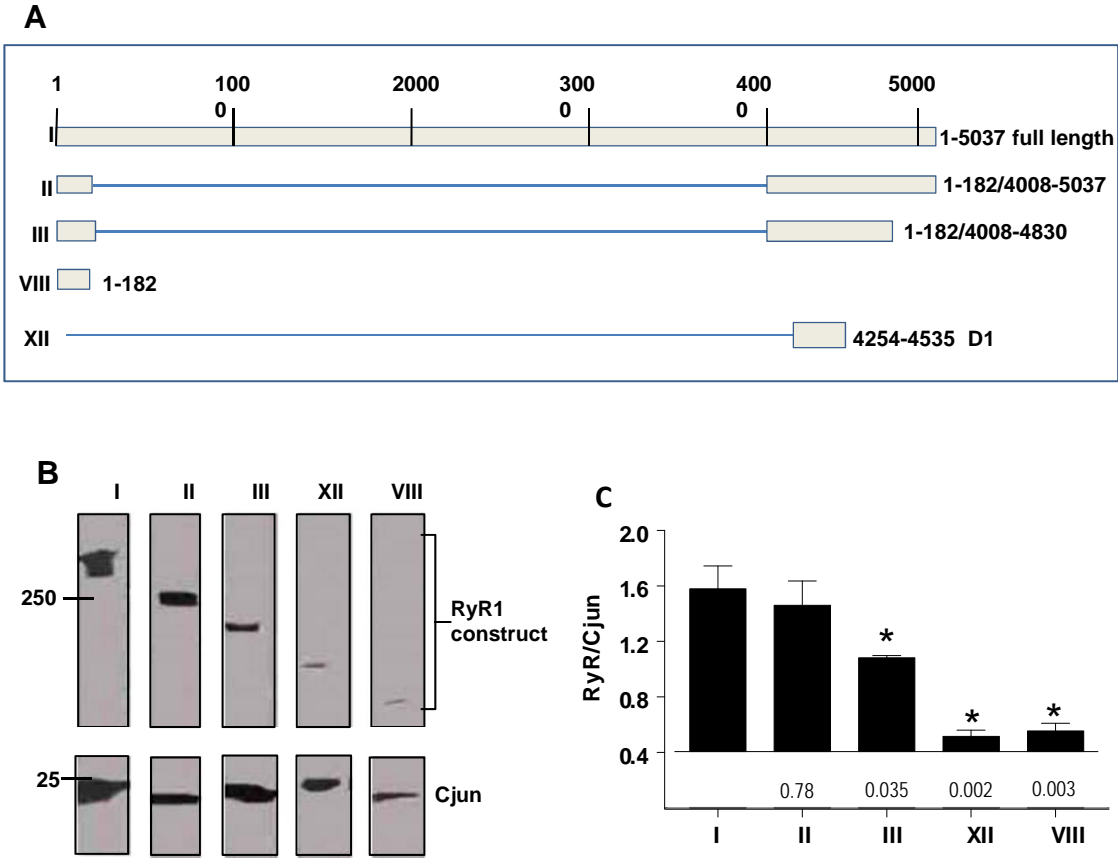 A
1 100 2000 300 400 5000
0 0 0
I 1-5037 full length
II 1-182/4008-5037
III 1-182/4008-4830
VIII 1-182
XII 4254-4535 D1
B
I II III XII VIII
250
RyR1
construct
25
Cjun
C
2.0
1.6
1.2
0.8
0.4
RyR/Cjun
* * *
0.78 0.035 0.002 0.003
I II III XII VIII